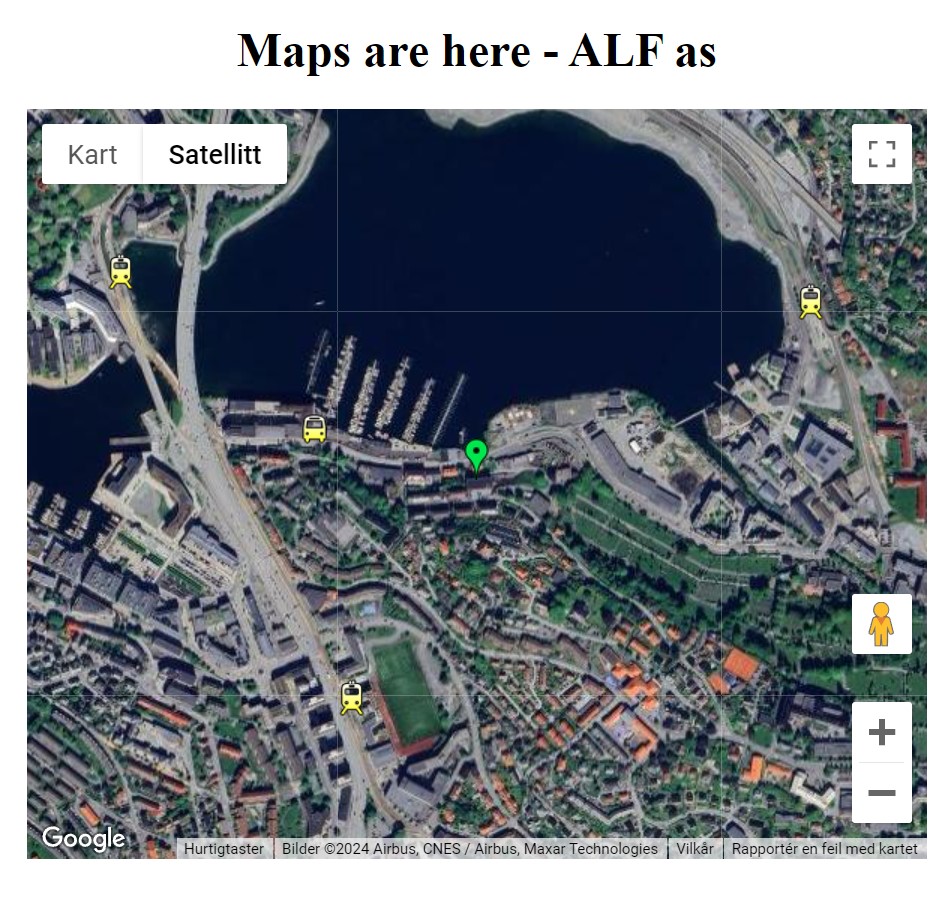 Maps are here - ALF as
Kart Satellitt
Google
Hurtigtaster Bilder ©2024 Airbus, CNES / Airbus, Maxar Technologies Vilkår Rapportér en feil med kartet